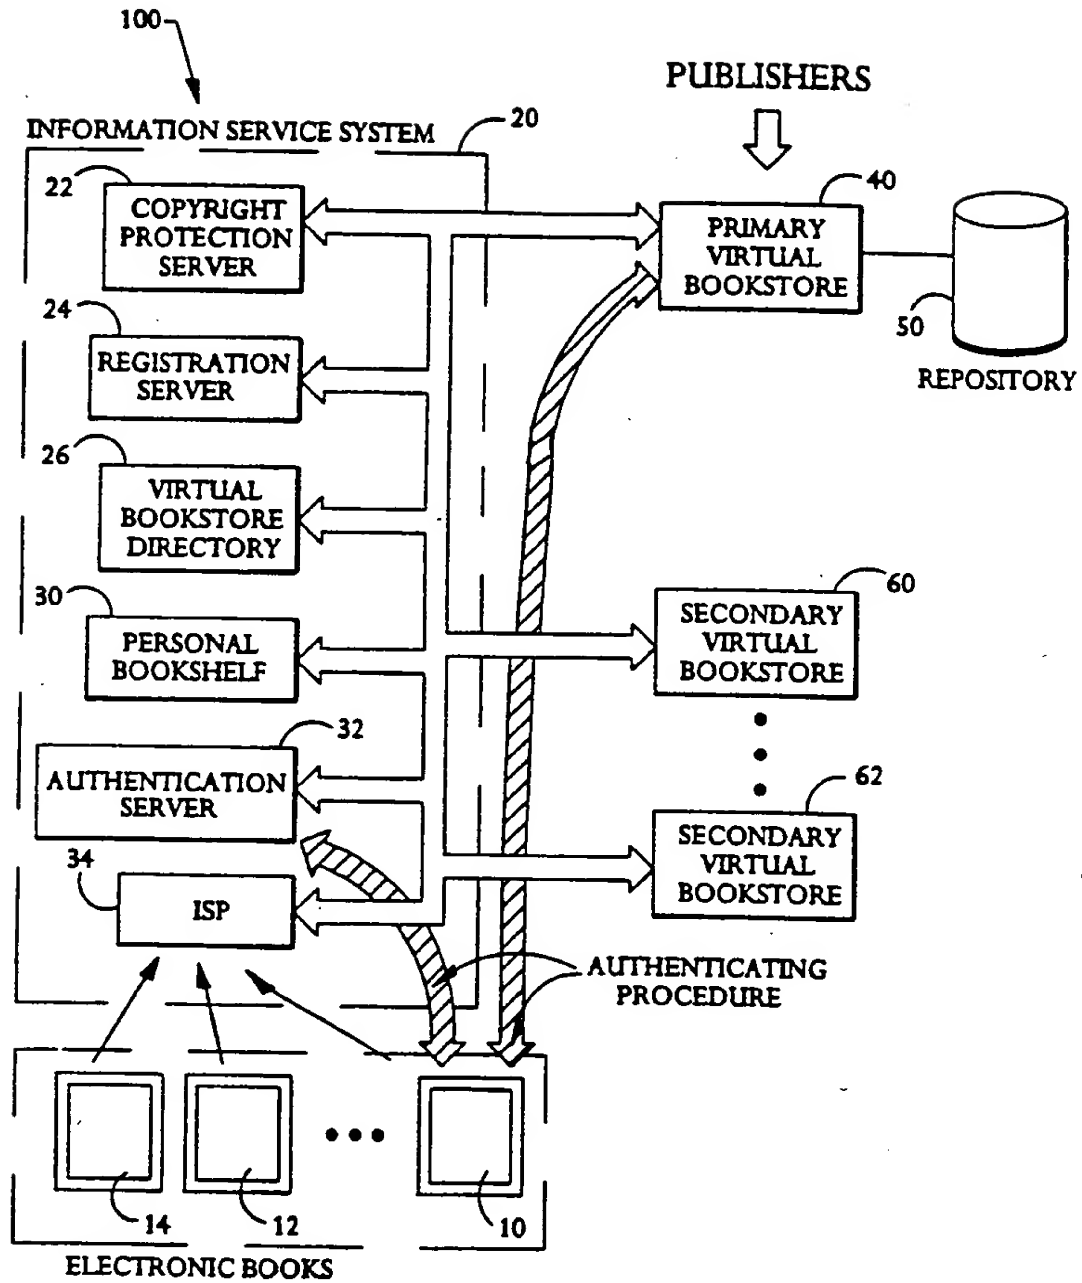 100
PUBLISHERS
INFORMATION SERVICE SYSTEM
20
22
COPYRIGHT
PROTECTION
SERVER
40
PRIMARY
VIRTUAL
BOOKSTORE
50
REPOSITORY
24
REGISTRATION
SERVER
26
VIRTUAL
BOOKSTORE
DIRECTORY
30
PERSONAL
BOOKSHELF
60
SECONDARY
VIRTUAL
BOOKSTORE
32
AUTHENTICATION
SERVER
62
SECONDARY
VIRTUAL
BOOKSTORE
34
ISP
AUTHENTICATING
PROCEDURE
14
12
10
ELECTRONIC BOOKS